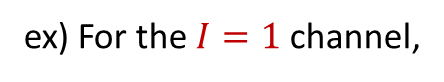 ex) For the I = 1 channel,